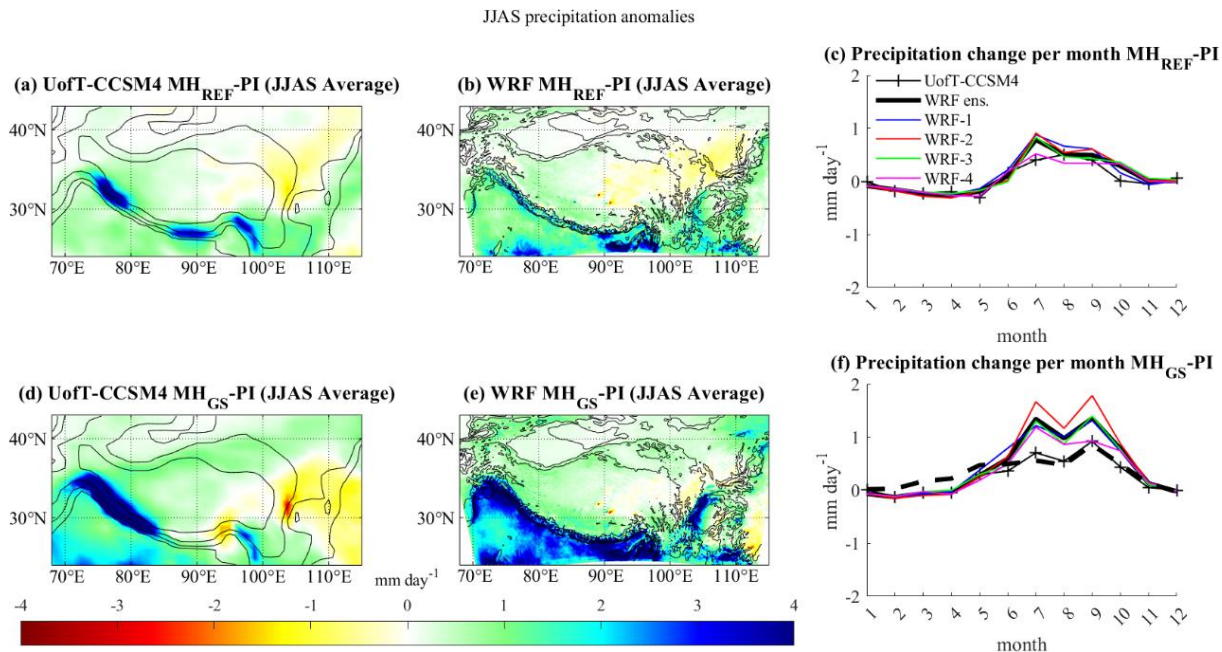 JJAS precipitation anomalies
(a) UofT-CCSM4 MH_REF-PI (JJAS Average)
40°N
30°N
70°E 80°E 90°E 100°E 110°E
(b) WRF MH_REF-PI (JJAS Average)
40°N
30°N
70°E 80°E 90°E 100°E 110°E
(c) Precipitation change per month MH_REF-PI
2
1
0
-1
-2
mm day⁻¹
UofT-CCSM4
WRF ens.
WRF-1
WRF-2
WRF-3
WRF-4
1 2 3 4 5 6 7 8 9 10 11 12
month
(d) UofT-CCSM4 MH_GS-PI (JJAS Average)
40°N
30°N
70°E 80°E 90°E 100°E 110°E
(e) WRF MH_GS-PI (JJAS Average)
40°N
30°N
70°E 80°E 90°E 100°E 110°E
(f) Precipitation change per month MH_GS-PI
2
1
0
-1
-2
mm day⁻¹
1 2 3 4 5 6 7 8 9 10 11 12
month
mm day⁻¹
-4 -3 -2 -1 0 1 2 3 4